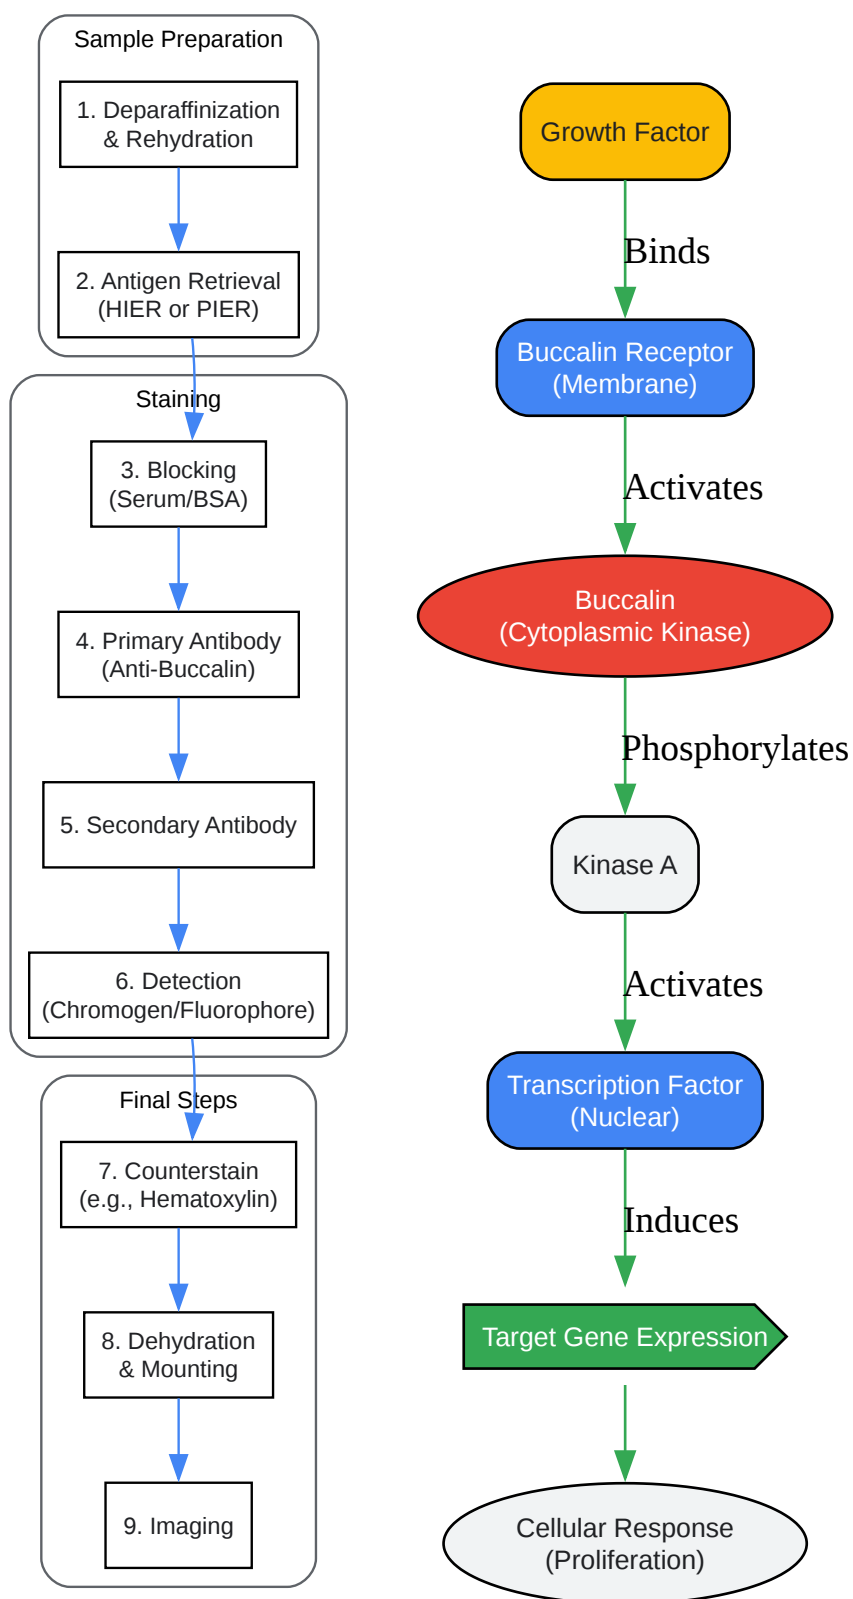 Sample Preparation
1. Deparaffinization
& Rehydration
2. Antigen Retrieval
(HIER or PIER)
Staining
3. Blocking
(Serum/BSA)
4. Primary Antibody
(Anti-Buccalin)
5. Secondary Antibody
6. Detection
(Chromogen/Fluorophore)
Final Steps
7. Counterstain
(e.g., Hematoxylin)
8. Dehydration
& Mounting
9. Imaging
Growth Factor
Binds
Buccalin Receptor
(Membrane)
Activates
Buccalin
(Cytoplasmic Kinase)
Phosphorylates
Kinase A
Activates
Transcription Factor
(Nuclear)
Induces
Target Gene Expression
Cellular Response
(Proliferation)